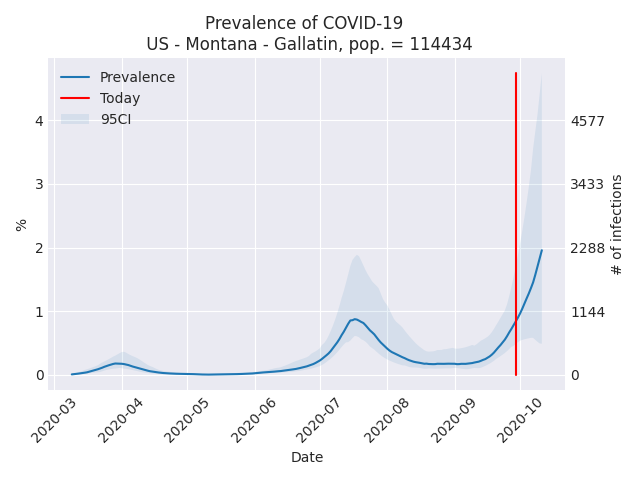 Prevalence of COVID-19
US - Montana - Gallatin, pop. = 114434
Prevalence
Today
95CI
%
4
3
2
1
0
4577
3433
2288
1144
0
# of infections
2020-03
2020-04
2020-05
2020-06
2020-07
2020-08
2020-09
2020-10
Date